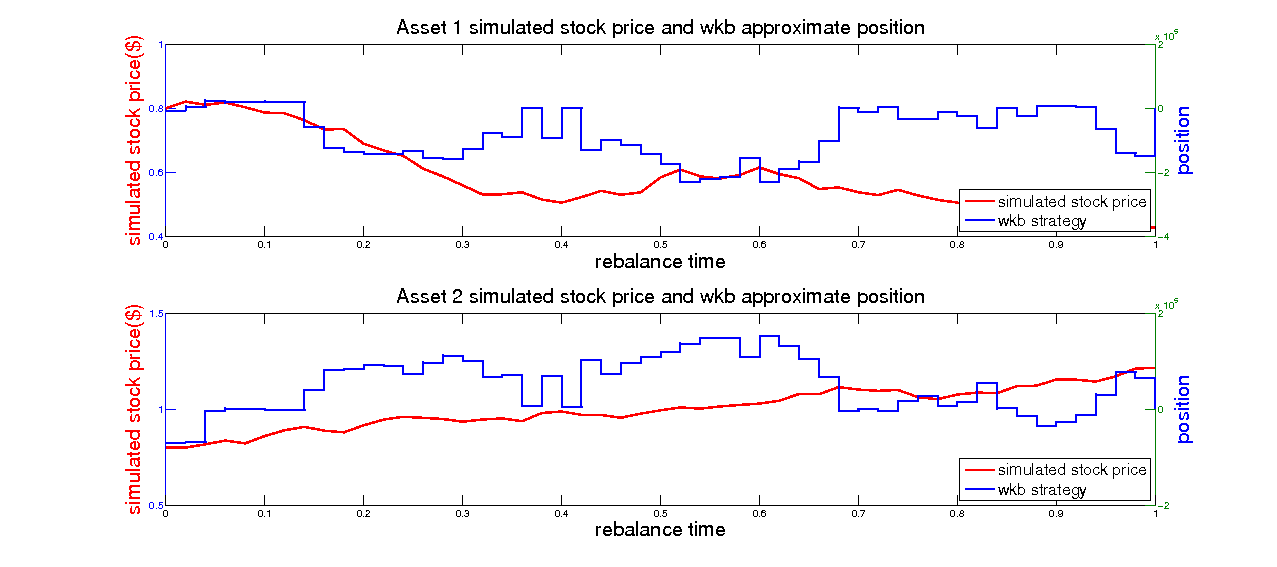 Asset 1 simulated stock price and wkb approximate position
x 10^5
1
0.8
0.6
0.4
simulated stock price($)
2
0
-2
-4
position
simulated stock price
wkb strategy
0 0.1 0.2 0.3 0.4 0.5 0.6 0.7 0.8 0.9 1
rebalance time
Asset 2 simulated stock price and wkb approximate position
1.5
1
0.5
simulated stock price($)
2
0
-2
position
simulated stock price
wkb strategy
0 0.1 0.2 0.3 0.4 0.5 0.6 0.7 0.8 0.9 1
rebalance time